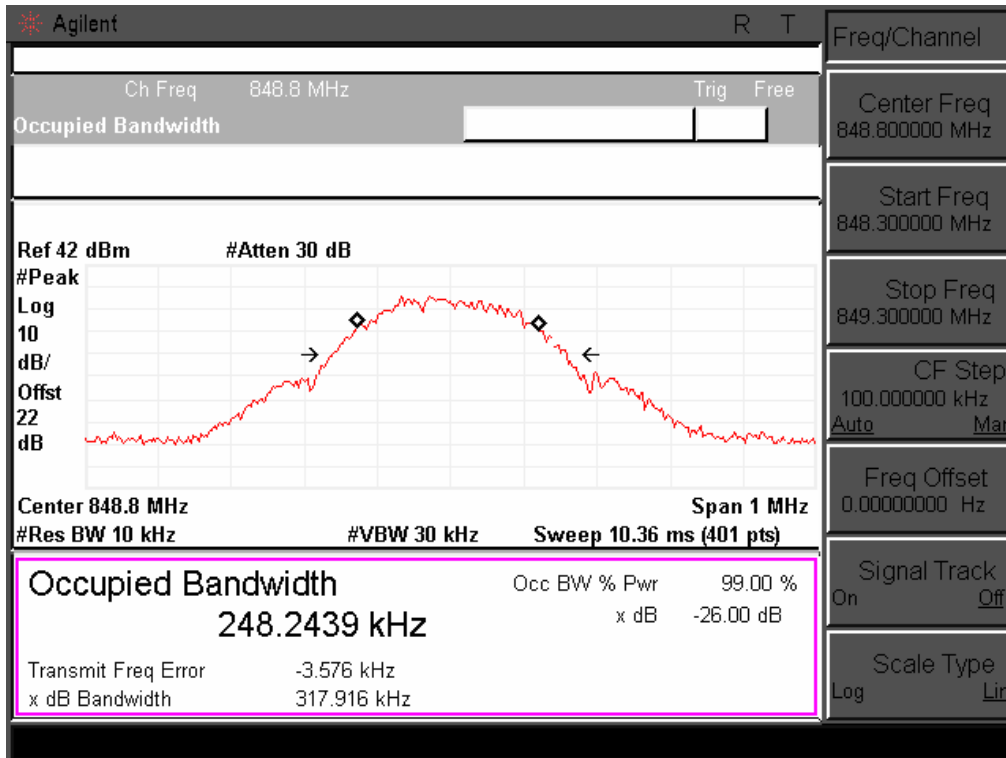 Agilent R T
Ch Freq 848.8 MHz Trig Free
Occupied Bandwidth
Ref 42 dBm #Atten 30 dB
#Peak
Log
10
dB/
Offst
22
dB
Center 848.8 MHz Span 1 MHz
#Res BW 10 kHz #VBW 30 kHz Sweep 10.36 ms (401 pts)
Occupied Bandwidth Occ BW % Pwr 99.00 %
248.2439 kHz x dB -26.00 dB
Transmit Freq Error -3.576 kHz
x dB Bandwidth 317.916 kHz
Freq/Channel
Center Freq
848.800000 MHz
Start Freq
848.300000 MHz
Stop Freq
849.300000 MHz
CF Step
100.000000 kHz
Auto Mar
Freq Offset
0.00000000 Hz
Signal Track
On Off
Scale Type
Log Lin